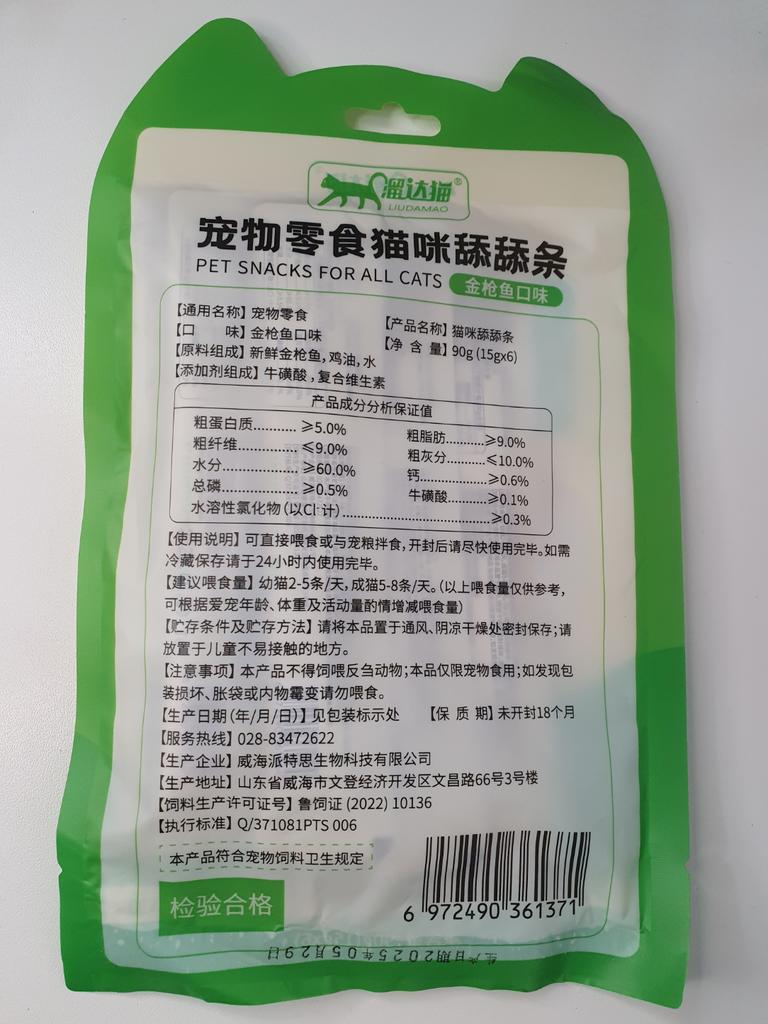 溜达猫®
LIUDAMAO
宠物零食猫咪舔舔条
PET SNACKS FOR ALL CATS 金枪鱼口味
【通用名称】宠物零食 【产品名称】猫咪舔舔条
【口 味】金枪鱼口味 【净 含 量】90g (15gx6)
【原料组成】新鲜金枪鱼,鸡油,水
【添加剂组成】牛磺酸,复合维生素
产品成分分析保证值
粗蛋白质..........≥5.0% 粗脂肪.........≥9.0%
粗纤维..............≤9.0% 粗灰分.........≤10.0%
水分..................≥60.0% 钙......................≥0.6%
总磷..................≥0.5% 牛磺酸.........≥0.1%
水溶性氯化物(以Cl⁻计)....................................≥0.3%
【使用说明】可直接喂食或与宠粮拌食,开封后请尽快使用完毕。如需
冷藏保存请于24小时内使用完毕。
【建议喂食量】幼猫2-5条/天,成猫5-8条/天。(以上喂食量仅供参考,
可根据爱宠年龄、体重及活动量酌情增减喂食量)
【贮存条件及贮存方法】请将本品置于通风、阴凉干燥处密封保存;请
放置于儿童不易接触的地方。
【注意事项】本产品不得饲喂反刍动物;本品仅限宠物食用;如发现包
装损坏、胀袋或内物霉变请勿喂食。
【生产日期(年/月/日)】见包装标示处 【保 质 期】未开封18个月
【服务热线】028-83472622
【生产企业】威海派特思生物科技有限公司
【生产地址】山东省威海市文登经济开发区文昌路66号3号楼
【饲料生产许可证号】鲁饲证(2022)10136
【执行标准】Q/371081PTS 006
本产品符合宠物饲料卫生规定
检验合格
6 972490 361371
生产日期2025年05月29日